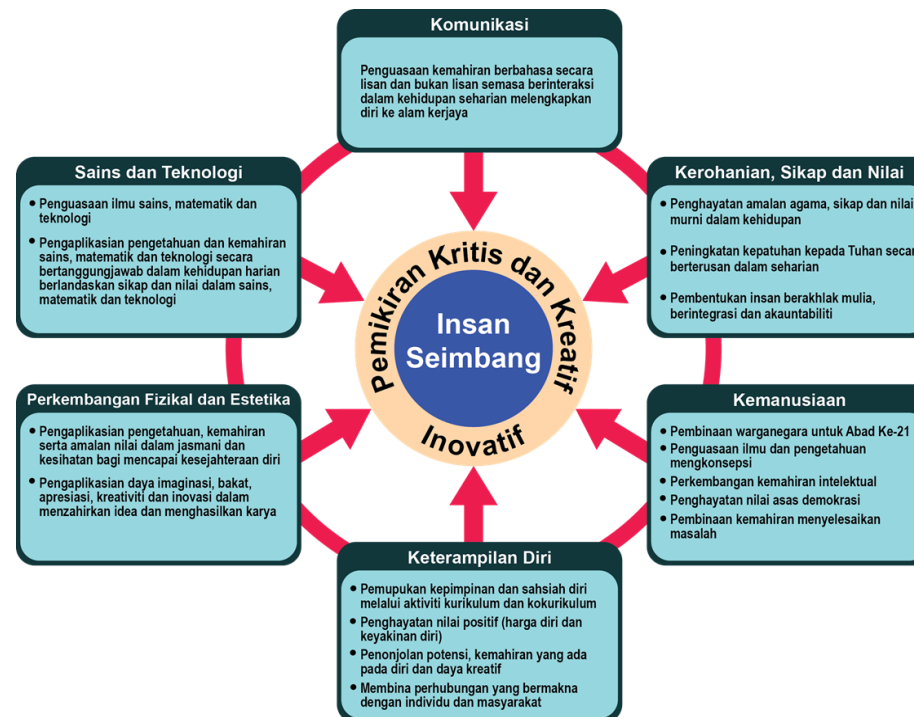 Komunikasi
Penguasaan kemahiran berbahasa secara
lisan dan bukan lisan semasa berinteraksi
dalam kehidupan seharian melengkapkan
diri ke alam kerjaya
Sains dan Teknologi
• Penguasaan ilmu sains, matematik dan
teknologi
• Pengaplikasian pengetahuan dan kemahiran
sains, matematik dan teknologi secara
bertanggungjawab dalam kehidupan harian
berlandaskan sikap dan nilai dalam sains,
matematik dan teknologi
Kerohanian, Sikap dan Nilai
• Penghayatan amalan agama, sikap dan nilai
murni dalam kehidupan
• Peningkatan kepatuhan kepada Tuhan secar
berterusan dalam seharian
• Pembentukan insan berakhlak mulia,
berintegrasi dan akauntabiliti
Pemikiran Kritis dan Kreatif
Insan
Seimbang
Inovatif
Perkembangan Fizikal dan Estetika
• Pengaplikasian pengetahuan, kemahiran
serta amalan nilai dalam jasmani dan
kesihatan bagi mencapai kesejahteraan diri
• Pengaplikasian daya imaginasi, bakat,
apresiasi, kreativiti dan inovasi dalam
menzahirkan idea dan menghasilkan karya
Kemanusiaan
• Pembinaan warganegara untuk Abad Ke-21
• Penguasaan ilmu dan pengetahuan
mengkonsepsi
• Perkembangan kemahiran intelektual
• Penghayatan nilai asas demokrasi
• Pembinaan kemahiran menyelesaikan
masalah
Keterampilan Diri
• Pemupukan kepimpinan dan sahsiah diri
melalui aktiviti kurikulum dan kokurikulum
• Penghayatan nilai positif (harga diri dan
keyakinan diri)
• Penonjolan potensi, kemahiran yang ada
pada diri dan daya kreatif
• Membina perhubungan yang bermakna
dengan individu dan masyarakat